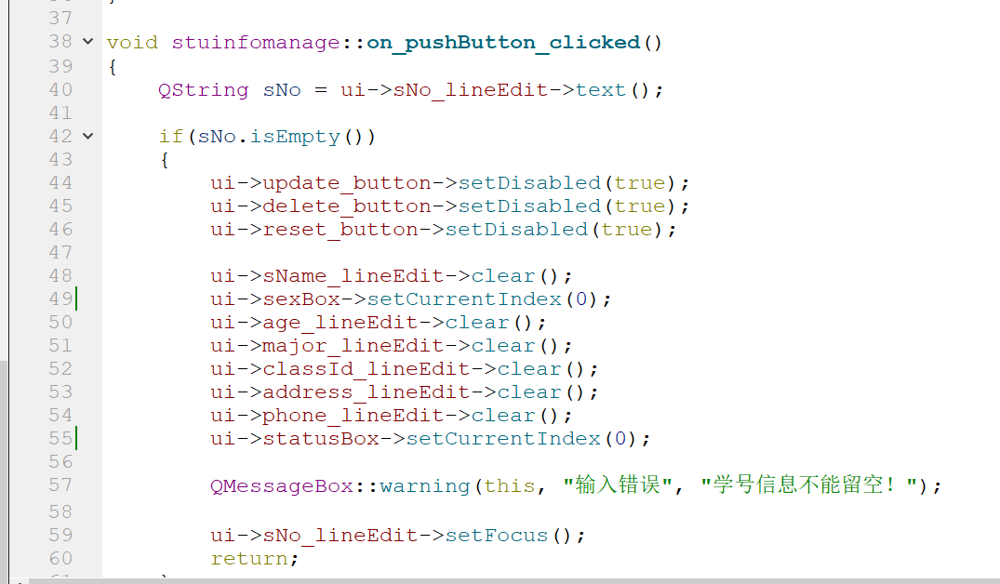 37
38 void stuinfomanage::on_pushButton_clicked()
39 {
40 QString sNo = ui->sNo_lineEdit->text();
41
42 if(sNo.isEmpty())
43 {
44 ui->update_button->setDisabled(true);
45 ui->delete_button->setDisabled(true);
46 ui->reset_button->setDisabled(true);
47
48 ui->sName_lineEdit->clear();
49 ui->sexBox->setCurrentIndex(0);
50 ui->age_lineEdit->clear();
51 ui->major_lineEdit->clear();
52 ui->classId_lineEdit->clear();
53 ui->address_lineEdit->clear();
54 ui->phone_lineEdit->clear();
55 ui->statusBox->setCurrentIndex(0);
56
57 QMessageBox::warning(this, "输入错误", "学号信息不能留空！");
58
59 ui->sNo_lineEdit->setFocus();
60 return;